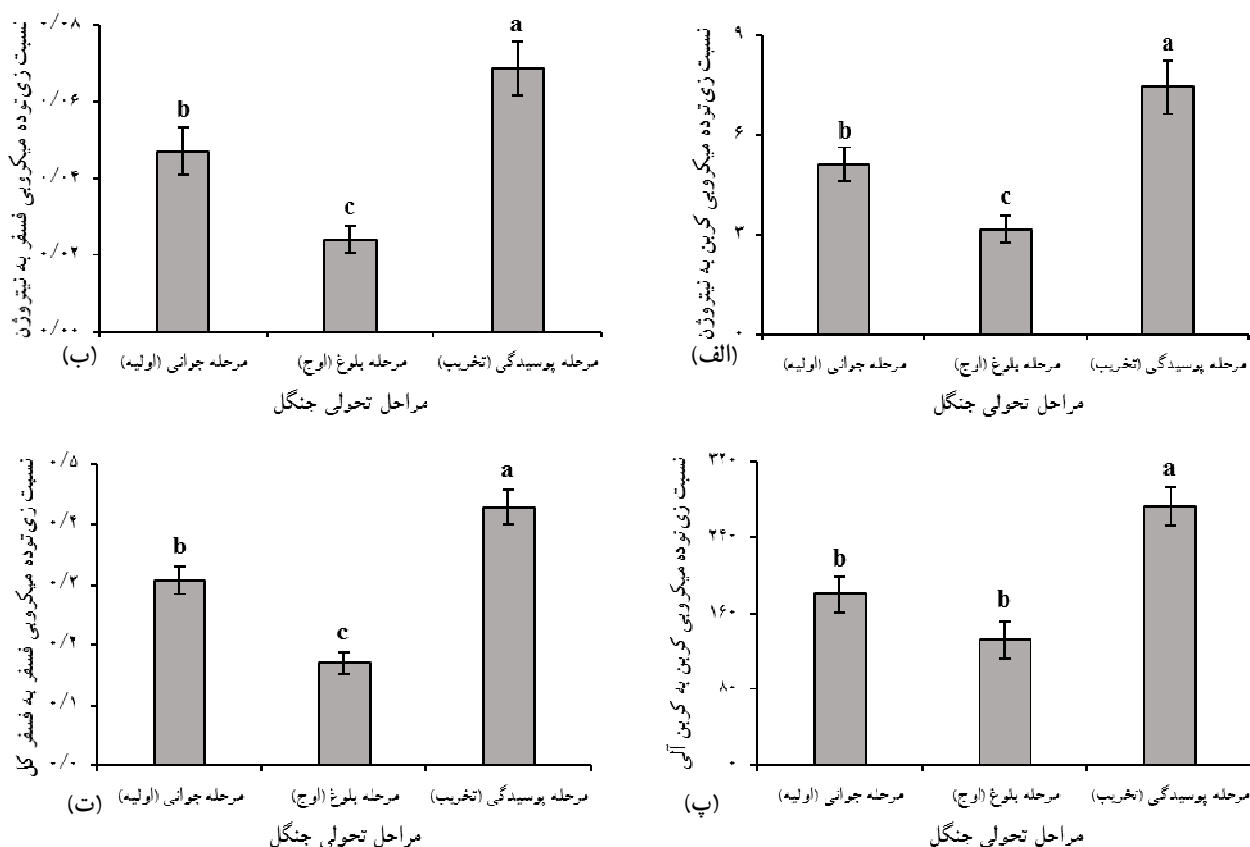 نسبت زی‌توده میکروبی کربن به نیتروژن
۹
۶
۳
۰
a
b
c
مرحله جوانی (اولیه)
مرحله بلوغ (اوج)
مرحله پوسیدگی (تخریب)
مراحل تحولی جنگل
(الف)
نسبت زی‌توده میکروبی فسفر به نیتروژن
۰/۰۸
۰/۰۶
۰/۰۴
۰/۰۲
۰/۰۰
a
b
c
مرحله جوانی (اولیه)
مرحله بلوغ (اوج)
مرحله پوسیدگی (تخریب)
مراحل تحولی جنگل
(ب)
نسبت زی‌توده میکروبی کربن به کربن آلی
۳۲۰
۲۴۰
۱۶۰
۸۰
۰
a
b
b
مرحله جوانی (اولیه)
مرحله بلوغ (اوج)
مرحله پوسیدگی (تخریب)
مراحل تحولی جنگل
(پ)
نسبت زی‌توده میکروبی فسفر به فسفر کل
۰/۵
۰/۴
۰/۳
۰/۲
۰/۱
۰/۰
a
b
c
مرحله جوانی (اولیه)
مرحله بلوغ (اوج)
مرحله پوسیدگی (تخریب)
مراحل تحولی جنگل
(ت)